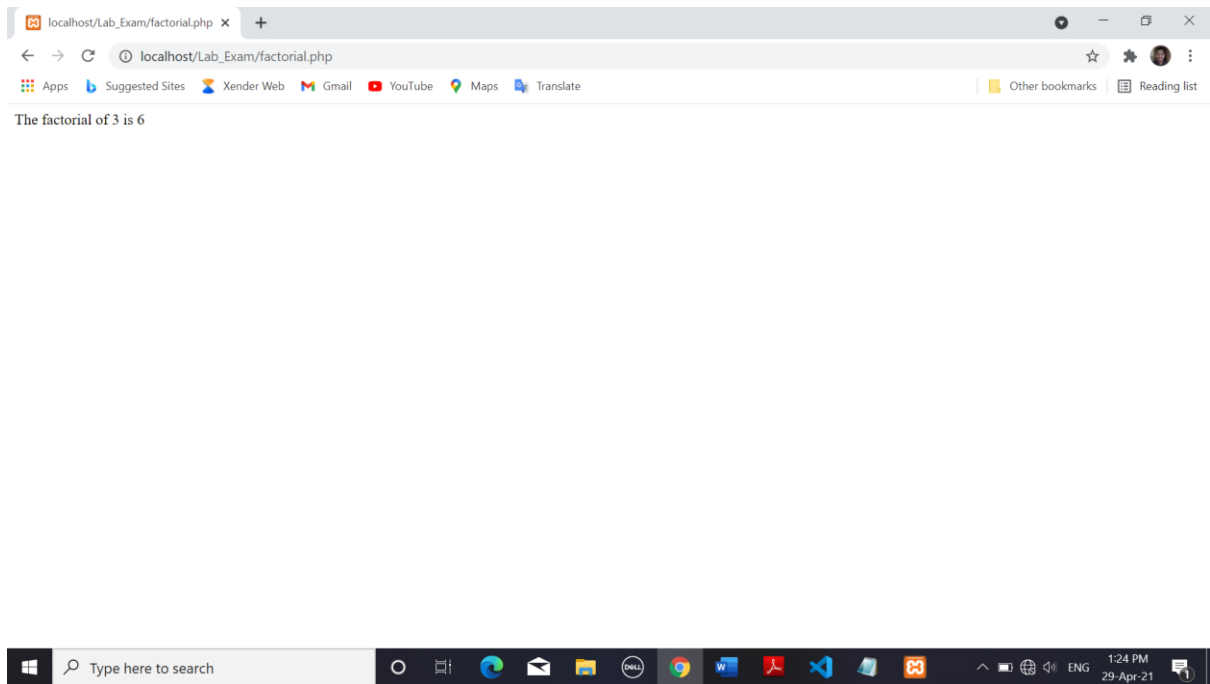 localhost/Lab_Exam/factorial.php
localhost/Lab_Exam/factorial.php
Apps Suggested Sites Xender Web Gmail YouTube Maps Translate Other bookmarks Reading list
The factorial of 3 is 6
Type here to search DELL W ENG 1:24 PM
29-Apr-21 1